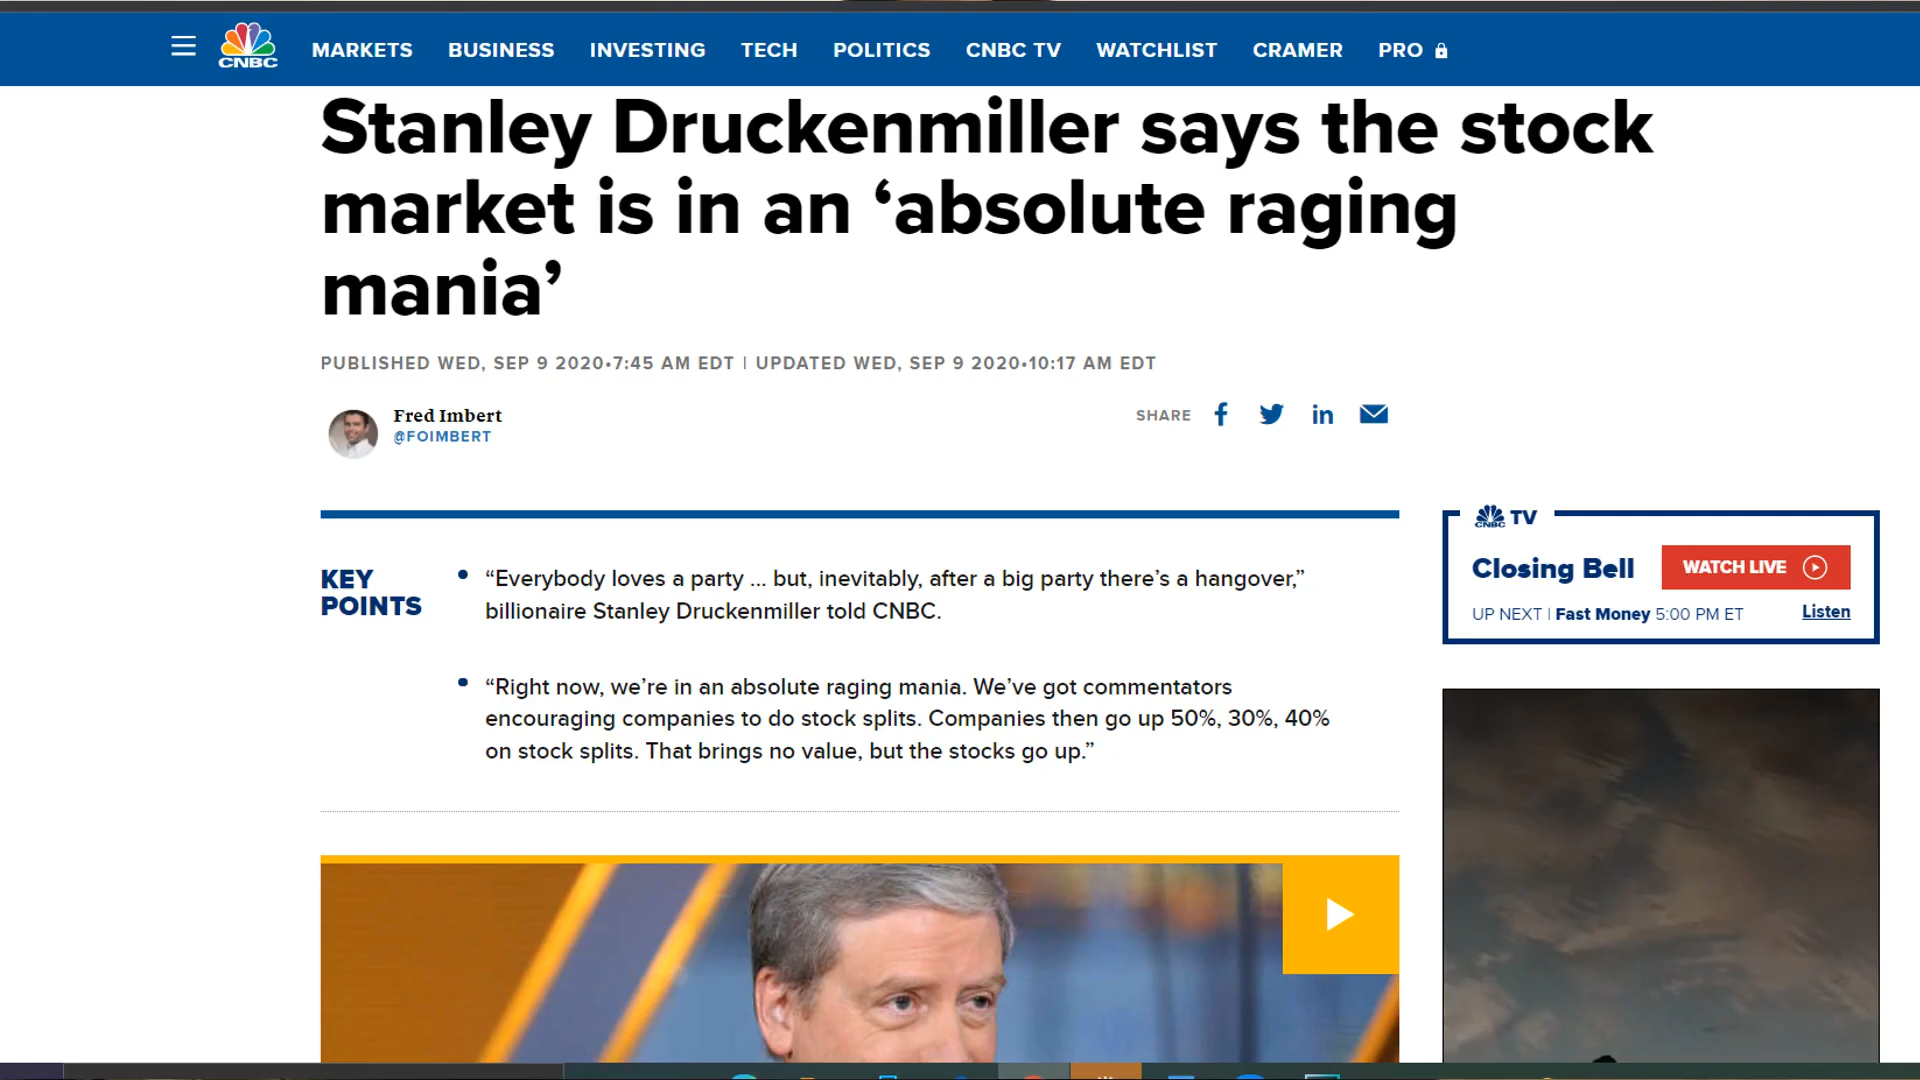 CNBC
MARKETS BUSINESS INVESTING TECH POLITICS CNBC TV WATCHLIST CRAMER PRO
Stanley Druckenmiller says the stock
market is in an ‘absolute raging
mania’
PUBLISHED WED, SEP 9 2020•7:45 AM EDT | UPDATED WED, SEP 9 2020•10:17 AM EDT
Fred Imbert
@FOIMBERT
SHARE
KEY
POINTS
“Everybody loves a party ... but, inevitably, after a big party there’s a hangover,”
billionaire Stanley Druckenmiller told CNBC.
“Right now, we’re in an absolute raging mania. We’ve got commentators
encouraging companies to do stock splits. Companies then go up 50%, 30%, 40%
on stock splits. That brings no value, but the stocks go up.”
CNBC TV
Closing Bell
WATCH LIVE
UP NEXT | Fast Money 5:00 PM ET
Listen